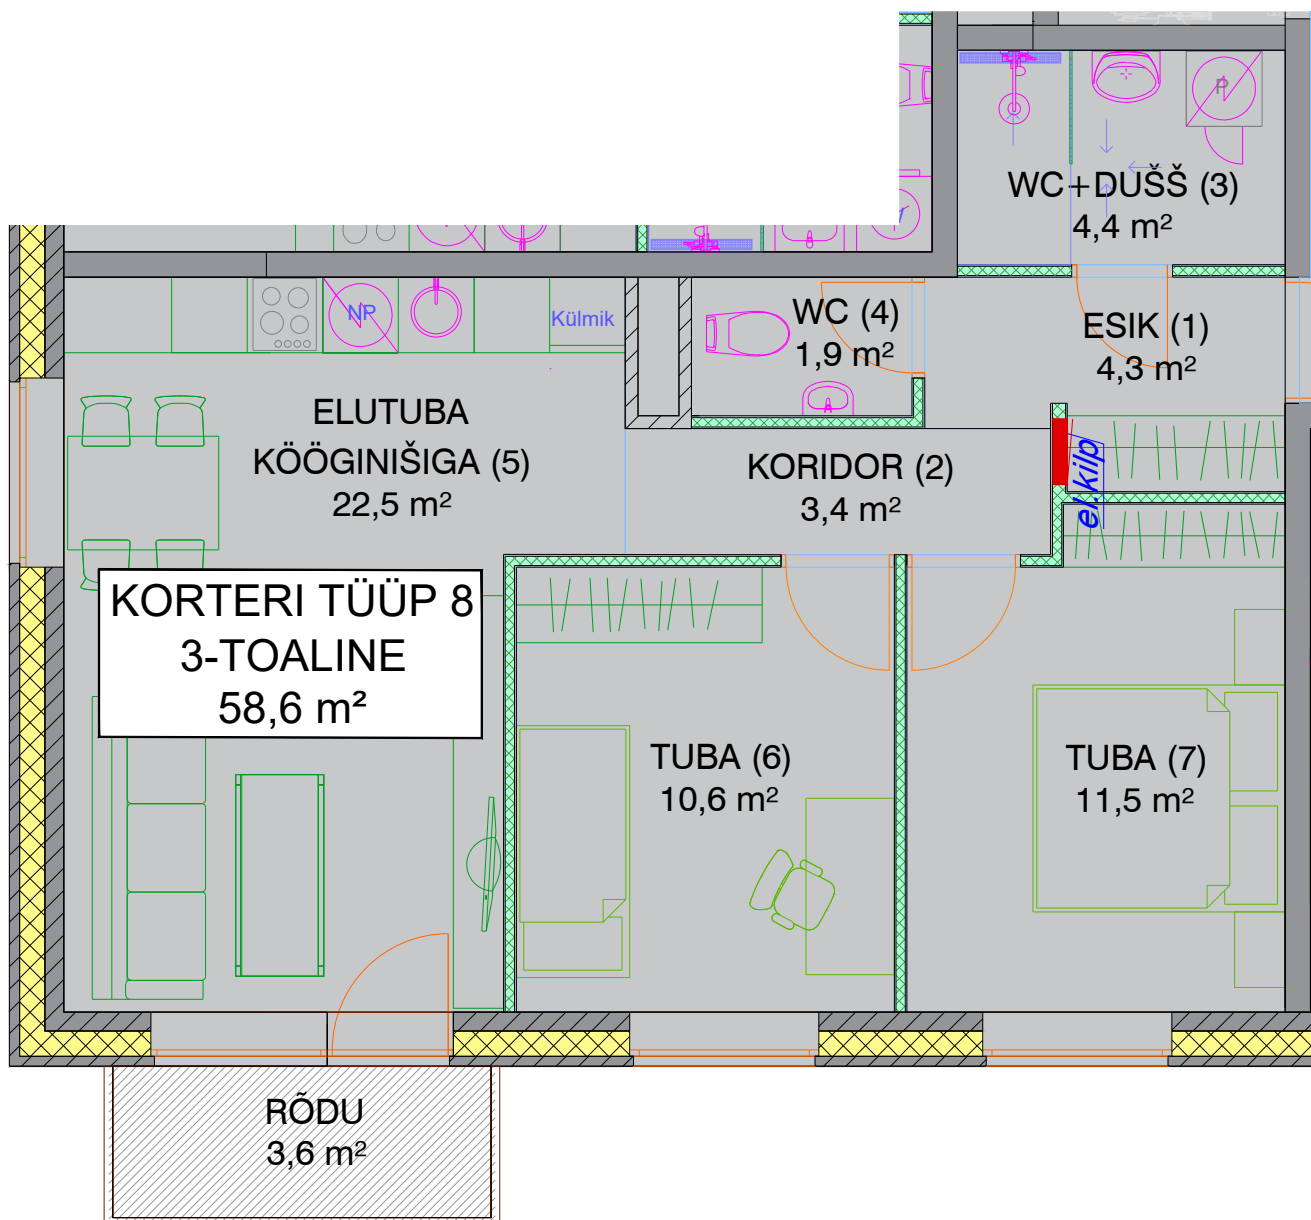 P
WC+DUŠŠ (3)
4,4 m²
NP
Külmik
WC (4)
1,9 m²
ESIK (1)
4,3 m²
ELUTUBA
KÖÖGINIŠIGA (5)
22,5 m²
KORIDOR (2)
3,4 m²
el.kilp
KORTERI TÜÜP 8
3-TOALINE
58,6 m²
TUBA (6)
10,6 m²
TUBA (7)
11,5 m²
RÕDU
3,6 m²